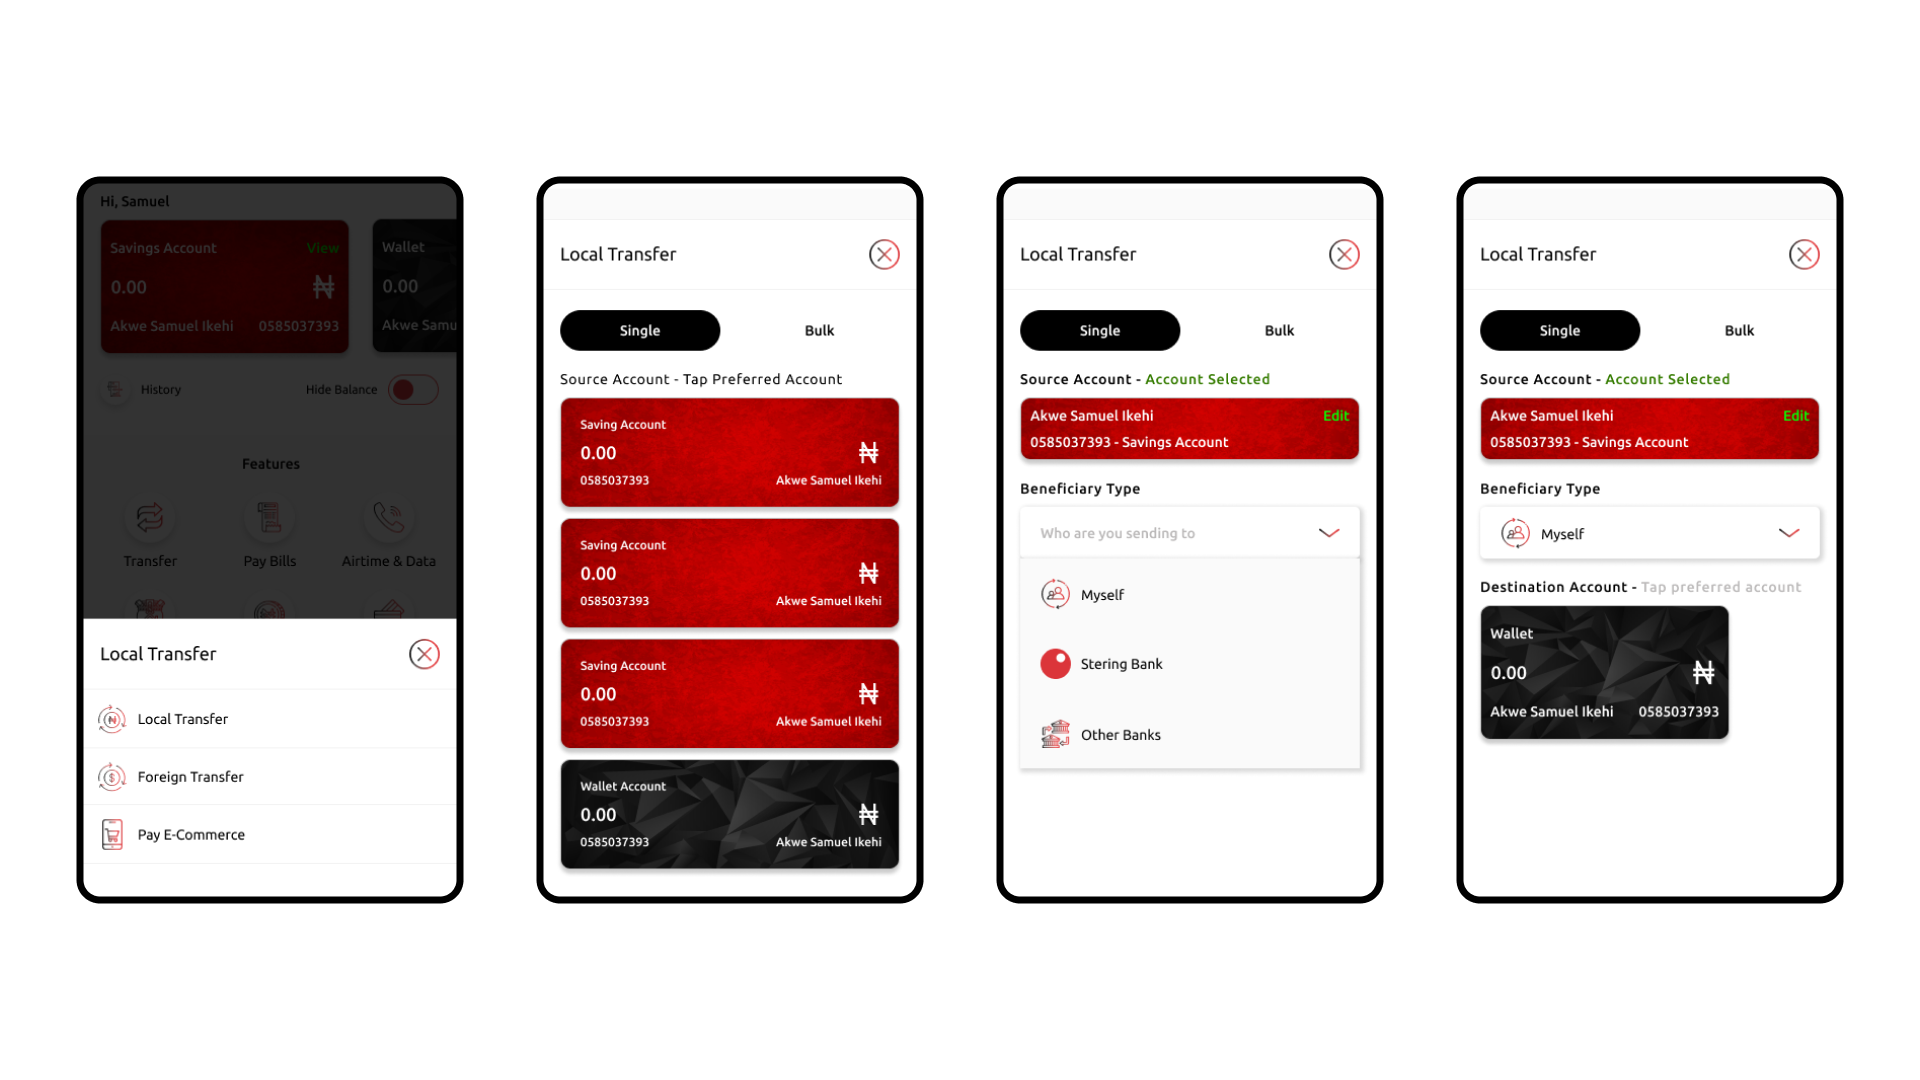 Hi, Samuel
Savings Account View
0.00 ₦
Akwe Samuel Ikehi 0585037393
Wallet
0.00
Akwe Samu
History Hide Balance
Features
Transfer Pay Bills Airtime & Data
Local Transfer
Local Transfer
Foreign Transfer
Pay E-Commerce
Local Transfer
Single Bulk
Source Account - Tap Preferred Account
Saving Account
0.00 ₦
0585037393 Akwe Samuel Ikehi
Saving Account
0.00 ₦
0585037393 Akwe Samuel Ikehi
Saving Account
0.00 ₦
0585037393 Akwe Samuel Ikehi
Wallet Account
0.00 ₦
0585037393 Akwe Samuel Ikehi
Local Transfer
Single Bulk
Source Account - Account Selected
Akwe Samuel Ikehi Edit
0585037393 - Savings Account
Beneficiary Type
Who are you sending to
Myself
Stering Bank
Other Banks
Local Transfer
Single Bulk
Source Account - Account Selected
Akwe Samuel Ikehi Edit
0585037393 - Savings Account
Beneficiary Type
Myself
Destination Account - Tap preferred account
Wallet
0.00 ₦
Akwe Samuel Ikehi 0585037393